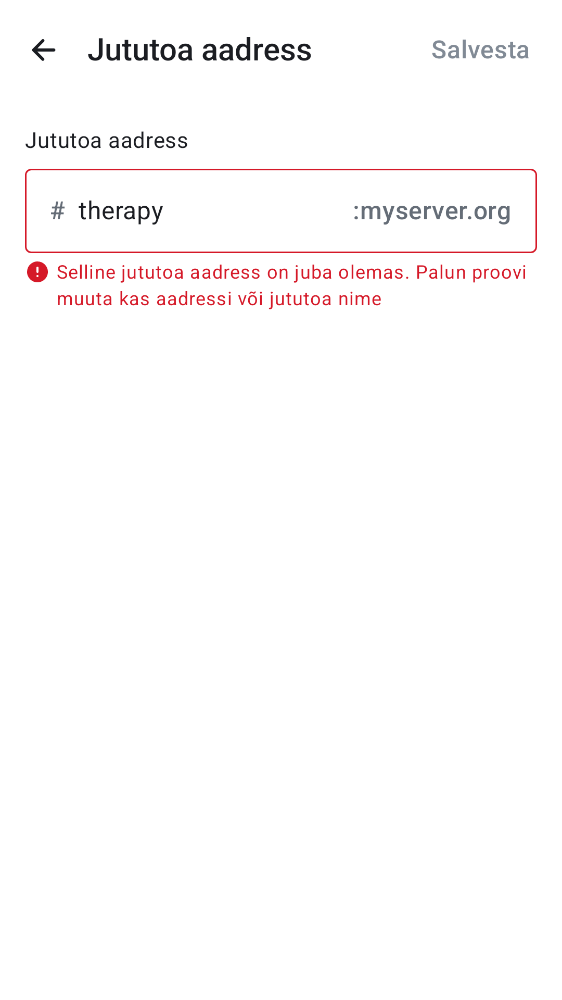 Jututoa aadress
Salvesta
Jututoa aadress
# therapy :myserver.org
Selline jututoa aadress on juba olemas. Palun proovi
muuta kas aadressi või jututoa nime